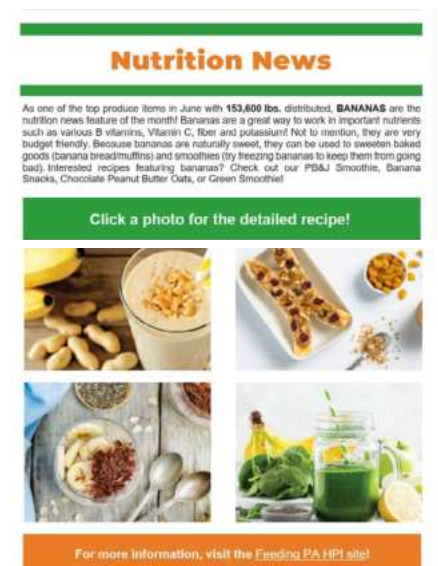 Nutrition News
As one of the top produce items in June with 153,600 lbs. distributed, BANANAS are the
nutrition news feature of the month! Bananas are a great way to work in important nutrients
such as various B vitamins, Vitamin C, fiber and potassium! Not to mention, they are very
budget friendly. Because bananas are naturally sweet, they can be used to sweeten baked
goods (banana bread/muffins) and smoothies (try freezing bananas to keep them from going
bad). Interested recipes featuring bananas? Check out our PB&J Smoothie, Banana
Snacks, Chocolate Peanut Butter Oats, or Green Smoothie!
Click a photo for the detailed recipe!
For more information, visit the Feeding PA HPI site!